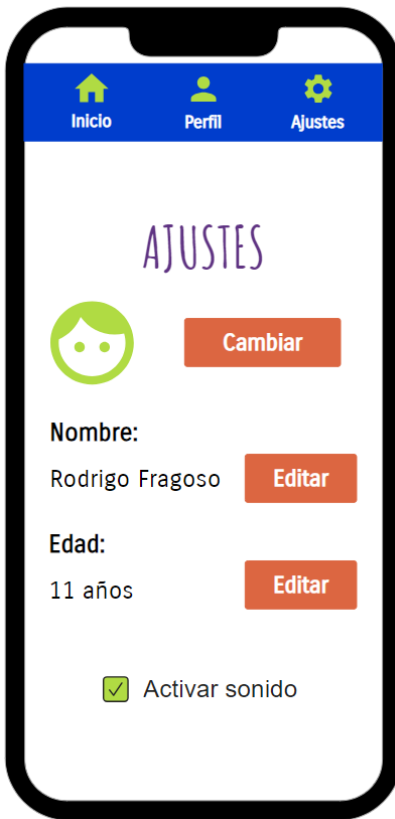 Inicio Perfil Ajustes
AJUSTES
Cambiar
Nombre:
Rodrigo Fragoso Editar
Edad:
11 años Editar
Activar sonido